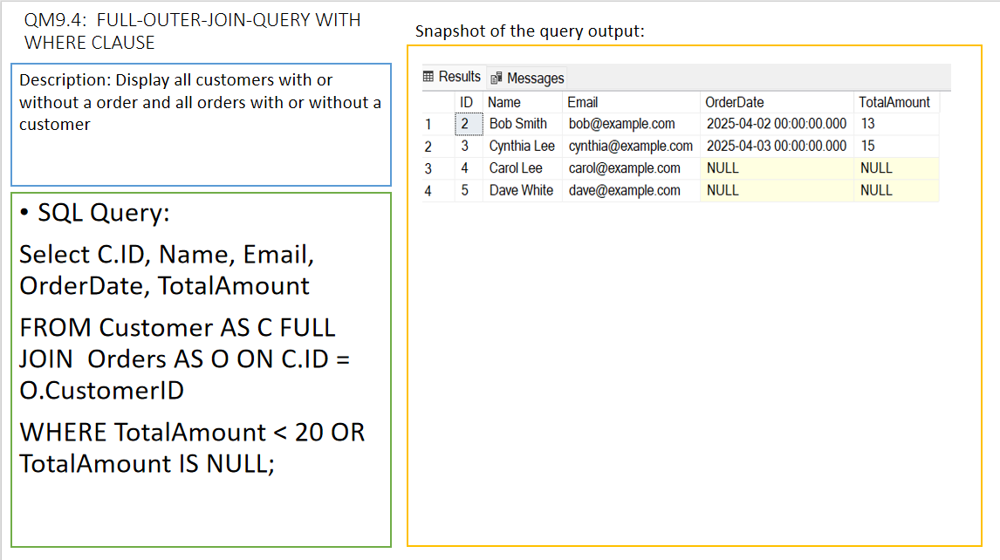 QM9.4:  FULL-OUTER-JOIN-QUERY WITH
WHERE CLAUSE
Description: Display all customers with or
without a order and all orders with or without a
customer
• SQL Query:
Select C.ID, Name, Email,
OrderDate, TotalAmount
FROM Customer AS C FULL
JOIN  Orders AS O ON C.ID =
O.CustomerID
WHERE TotalAmount < 20 OR
TotalAmount IS NULL;
Snapshot of the query output:
Results Messages
ID Name Email OrderDate TotalAmount
1 2 Bob Smith bob@example.com 2025-04-02 00:00:00.000 13
2 3 Cynthia Lee cynthia@example.com 2025-04-03 00:00:00.000 15
3 4 Carol Lee carol@example.com NULL NULL
4 5 Dave White dave@example.com NULL NULL